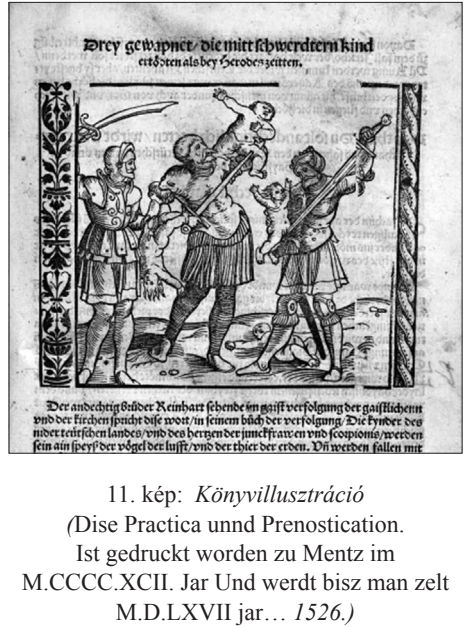 Drey gewapnet/die mitt schwerdtern kind
ertödten als bey Herodes zeitten.
Der andechtig Brůder Reinhart sehende im gaist verfolgung der gaistlichenn
vnd der kirchen spricht dise wort/in seinem bůch der verfolgung/Die kynder des
nider teütschen landes/vnd des hertzen der junckfrawen vnd scorpionis/werden
sein ain speyß der vögel der lufft/vnd der thier der erden. Vñ werden fallen mit
11. kép: Könyvillusztráció
(Dise Practica unnd Prenostication.
Ist gedruckt worden zu Mentz im
M.CCCC.XCII. Jar Und werdt bisz man zelt
M.D.LXVII jar… 1526.)